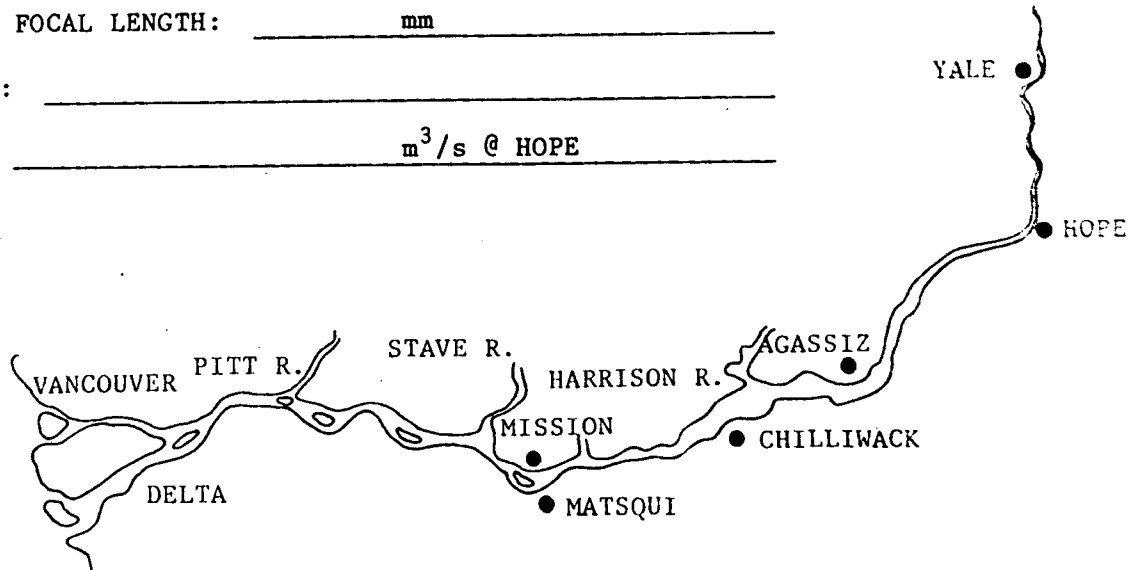 FOCAL LENGTH: mm
:
m³/s @ HOPE
YALE
HOPE
STAVE R.
AGASSIZ
PITT R.
HARRISON R.
VANCOUVER
MISSION
CHILLIWACK
DELTA
MATSQUI